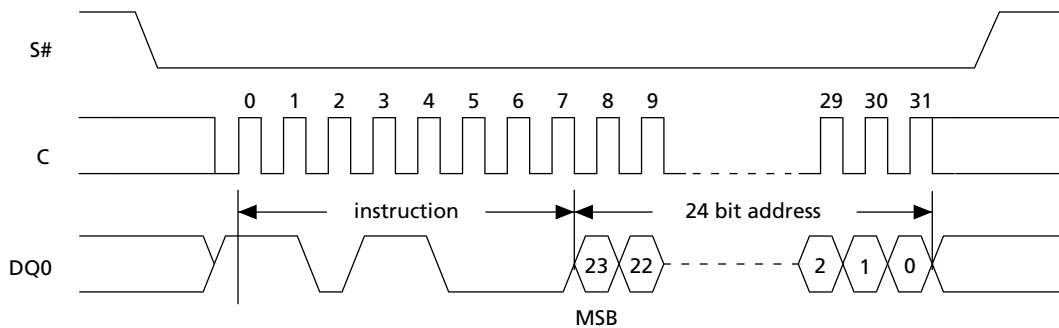 S#
0 1 2 3 4 5 6 7 8 9 29 30 31
C
instruction 24 bit address
DQ0 23 22 2 1 0
MSB